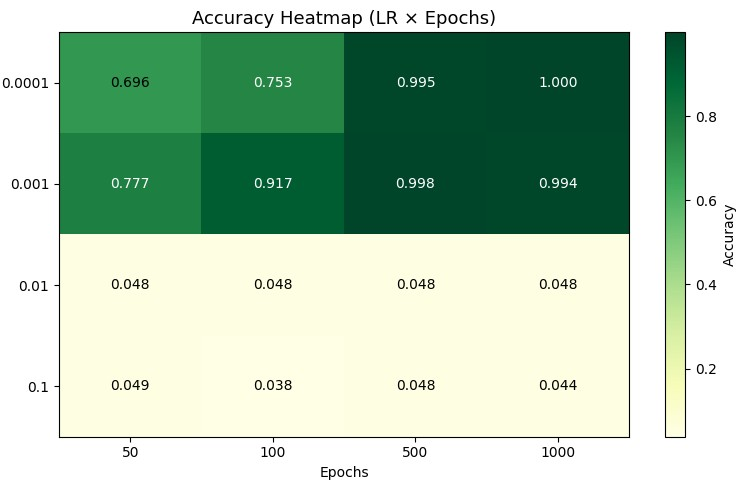 Accuracy Heatmap (LR × Epochs)
0.0001 0.696 0.753 0.995 1.000
0.001 0.777 0.917 0.998 0.994
0.01 0.048 0.048 0.048 0.048
0.1 0.049 0.038 0.048 0.044
50 100 500 1000
Epochs
0.8
0.6
0.4
0.2
Accuracy